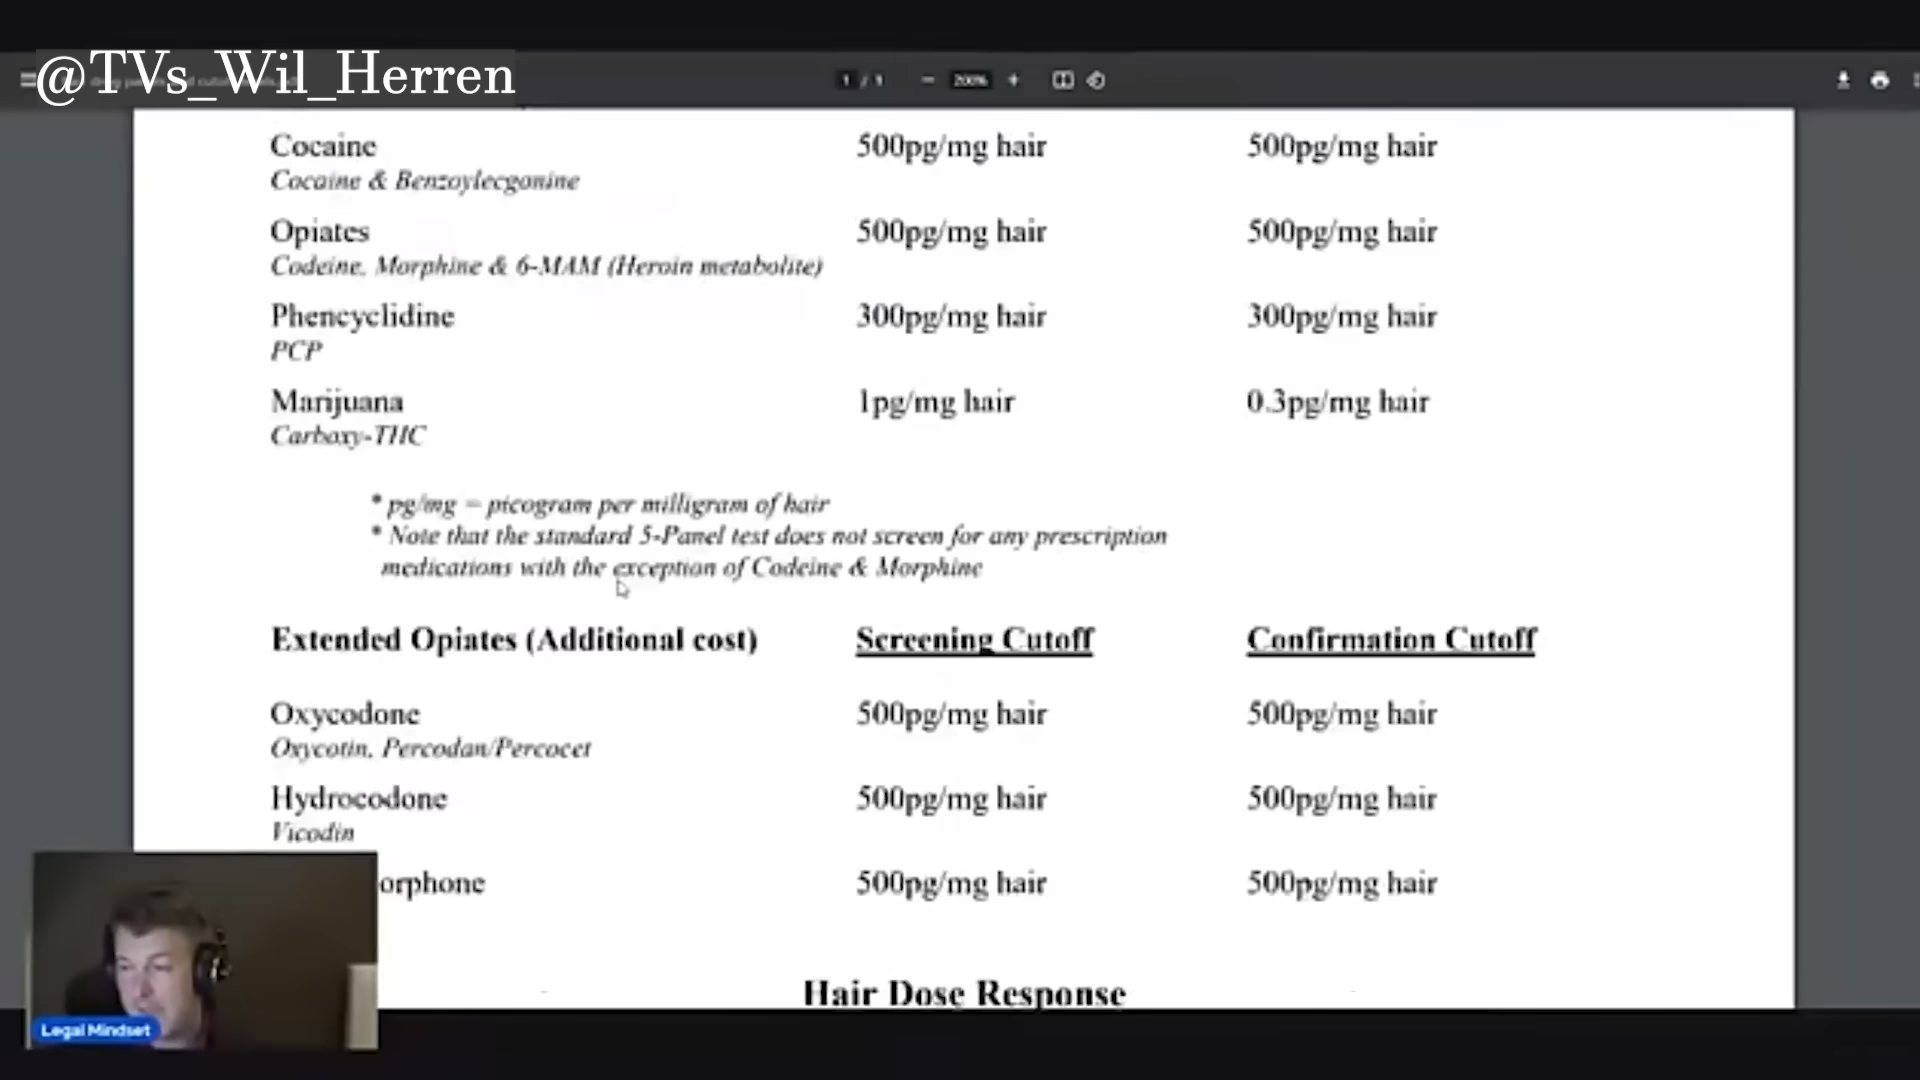 @TVs_Wil_Herren
1 / 1
200%
Cocaine 500pg/mg hair 500pg/mg hair
Cocaine & Benzoylecgonine
Opiates 500pg/mg hair 500pg/mg hair
Codeine, Morphine & 6-MAM (Heroin metabolite)
Phencyclidine 300pg/mg hair 300pg/mg hair
PCP
Marijuana 1pg/mg hair 0.3pg/mg hair
Carboxy-THC
* pg/mg = picogram per milligram of hair
* Note that the standard 5-Panel test does not screen for any prescription
medications with the exception of Codeine & Morphine
Extended Opiates (Additional cost) Screening Cutoff Confirmation Cutoff
Oxycodone 500pg/mg hair 500pg/mg hair
Oxycotin, Percodan/Percocet
Hydrocodone 500pg/mg hair 500pg/mg hair
Vicodin
orphone 500pg/mg hair 500pg/mg hair
Hair Dose Response
Legal Mindset